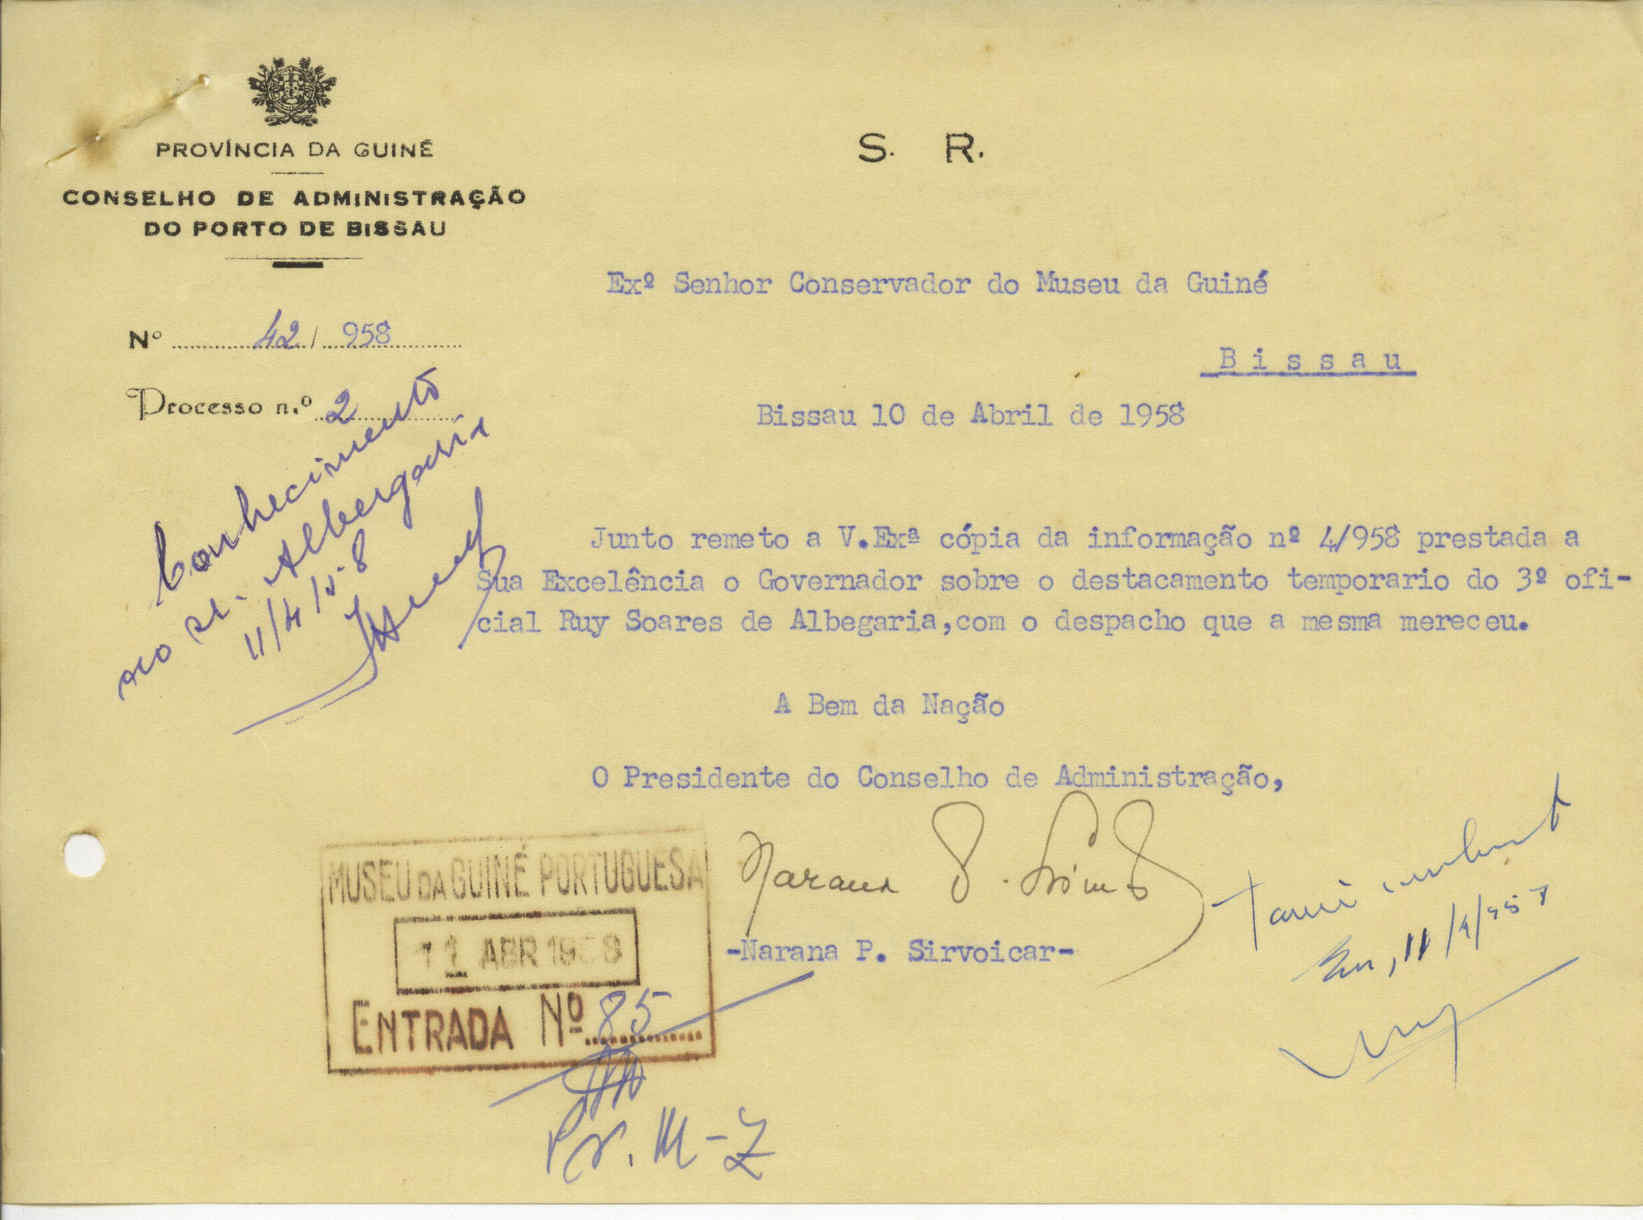 PROVÍNCIA DA GUINÉ
CONSELHO DE ADMINISTRAÇÃO
DO PORTO DE BISSAU
S. R.
Exº Senhor Conservador do Museu da Guiné
Nº 42/958
Bissau
Processo n.º 2
Bissau 10 de Abril de 1958
Conhecimento
ao Sr. Albergaria
11/4/58
Junto remeto a V.Exª cópia da informação nº 4/958 prestada a
Sua Excelência o Governador sobre o destacamento temporario do 3º ofi-
cial Ruy Soares de Albegaria,com o despacho que a mesma mereceu.
A Bem da Nação
O Presidente do Conselho de Administração,
Narana P.
-Narana P. Sirvoicar-
MUSEU DA GUINÉ PORTUGUESA
11 ABR 1958
ENTRADA Nº 85
Pr. M-Z
Tomei conheciment
Em, 11/4/958